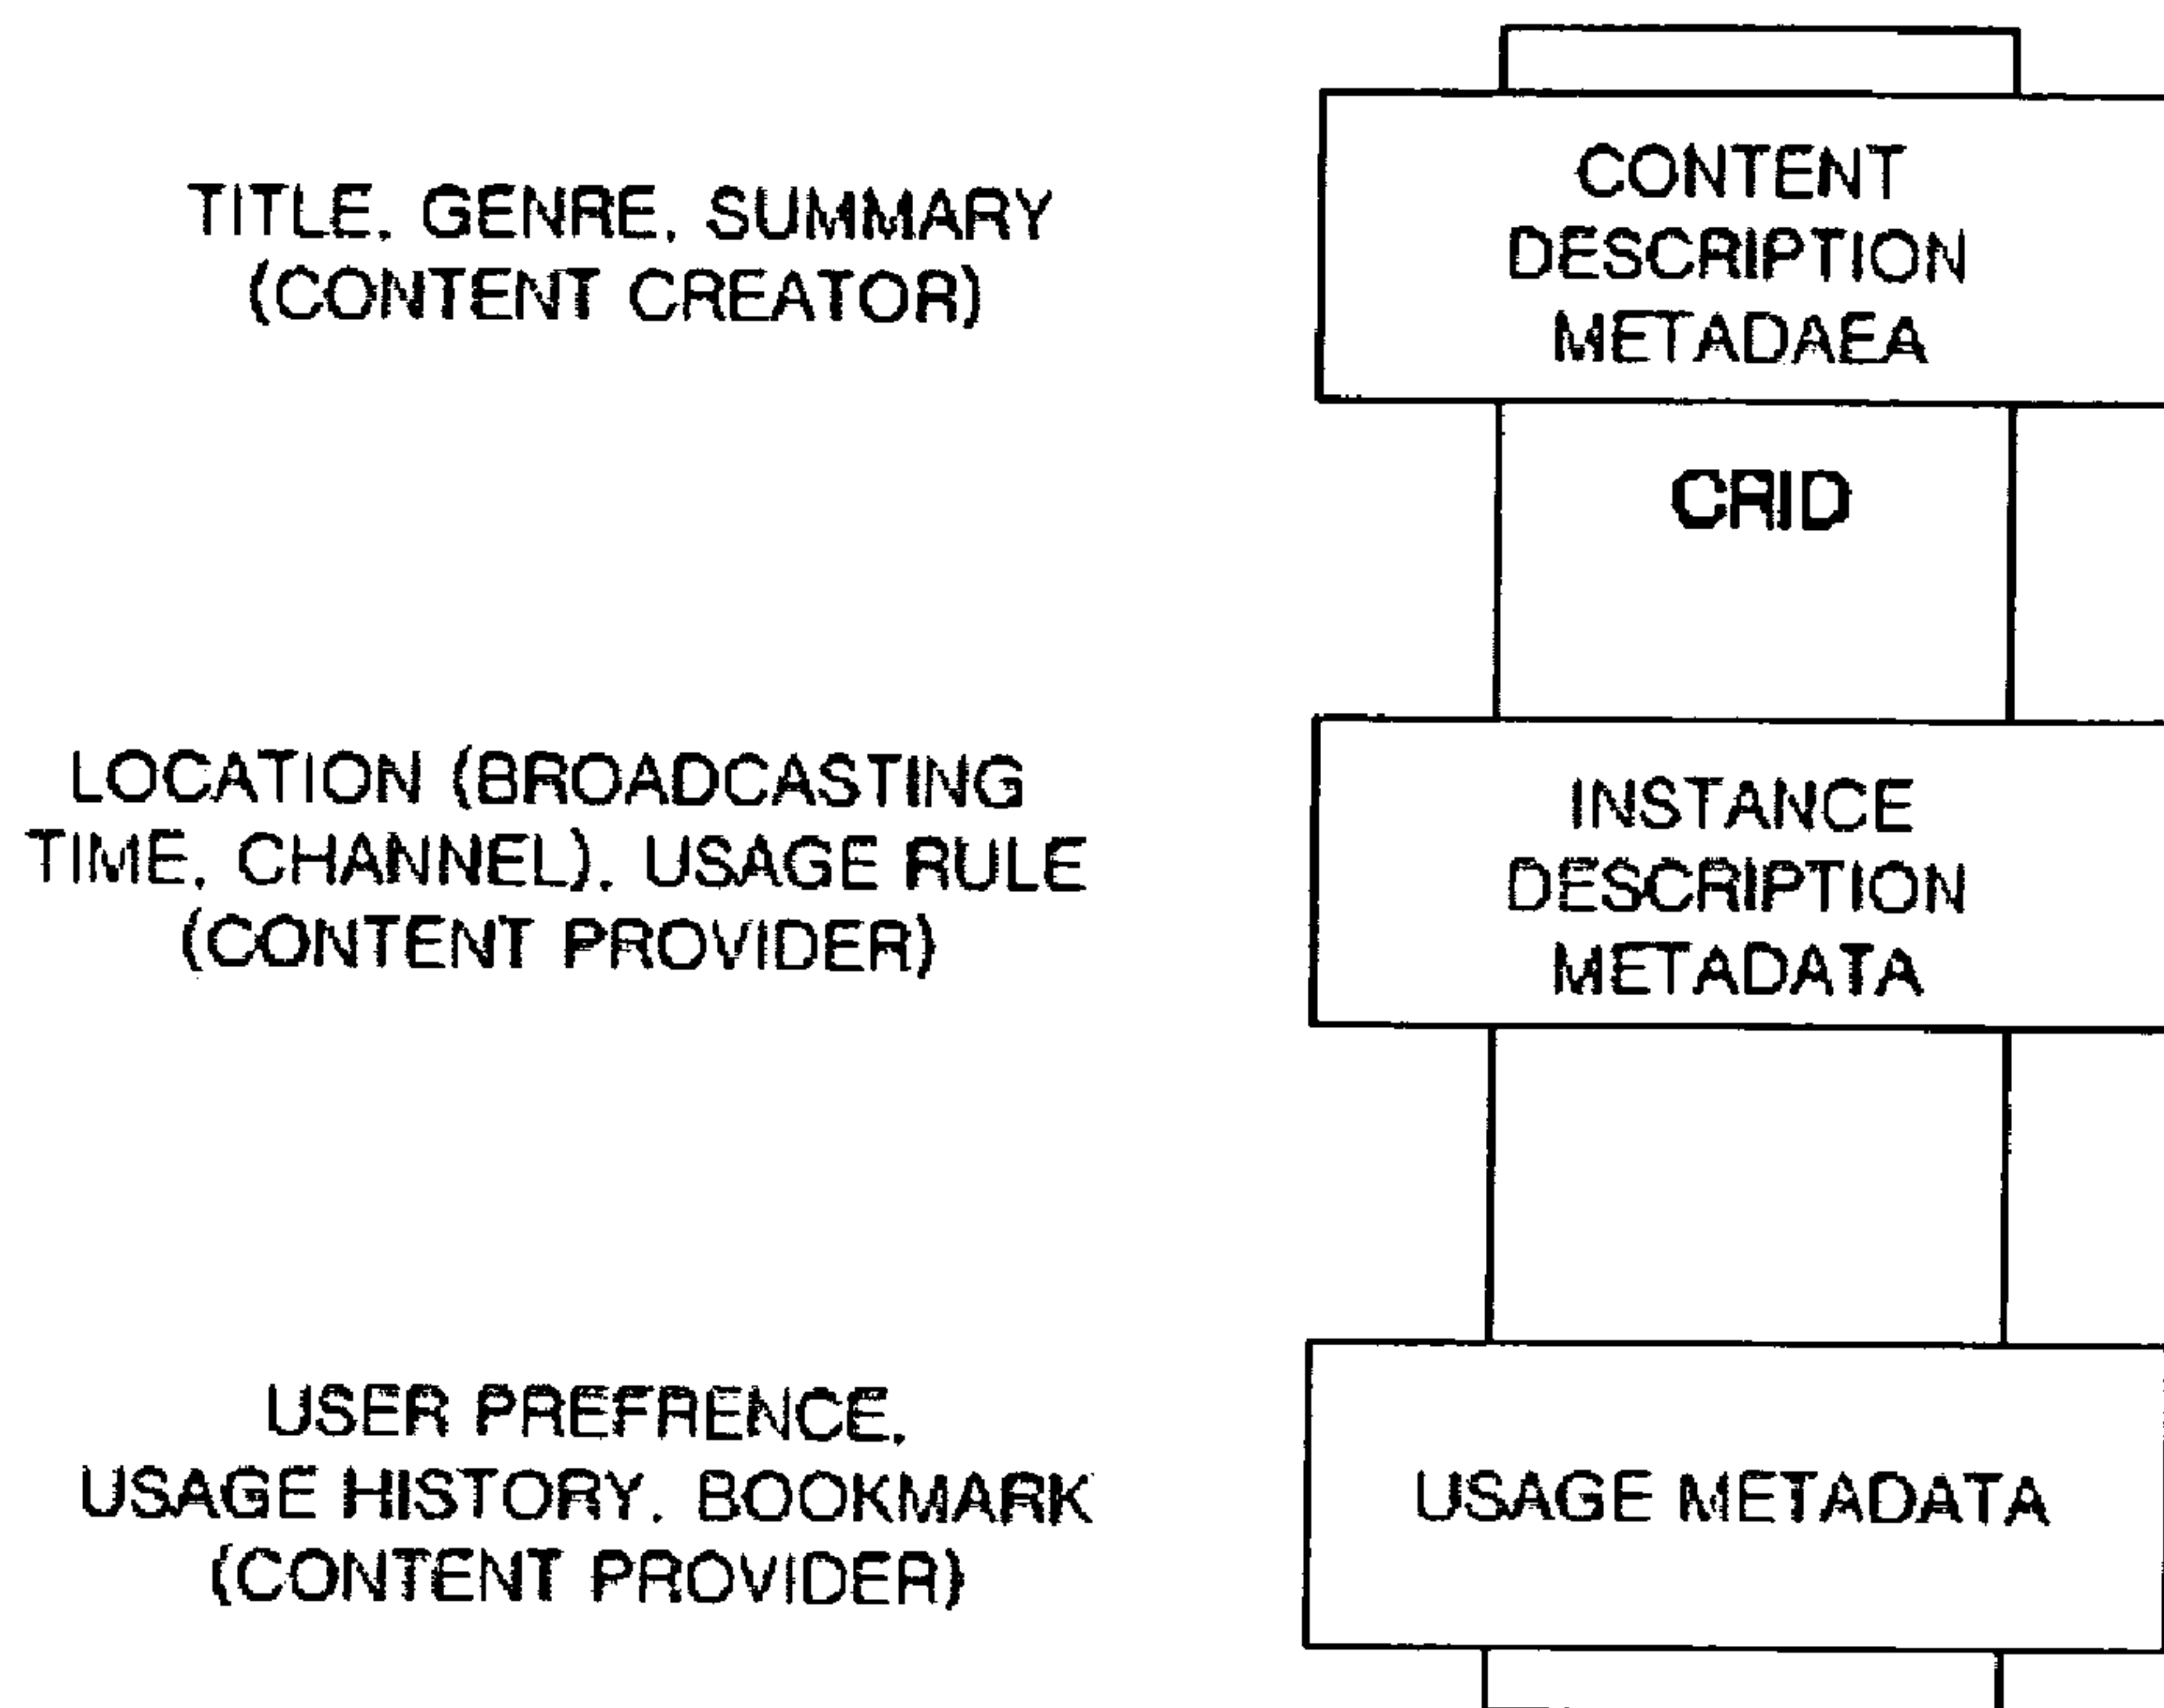 TITLE, GENRE, SUMMARY
(CONTENT CREATOR)
CONTENT
DESCRIPTION
METADAEA
CRID
LOCATION (BROADCASTING
TIME, CHANNEL), USAGE RULE
(CONTENT PROVIDER)
INSTANCE
DESCRIPTION
METADATA
USER PREFRENCE,
USAGE HISTORY, BOOKMARK
(CONTENT PROVIDER)
USAGE METADATA